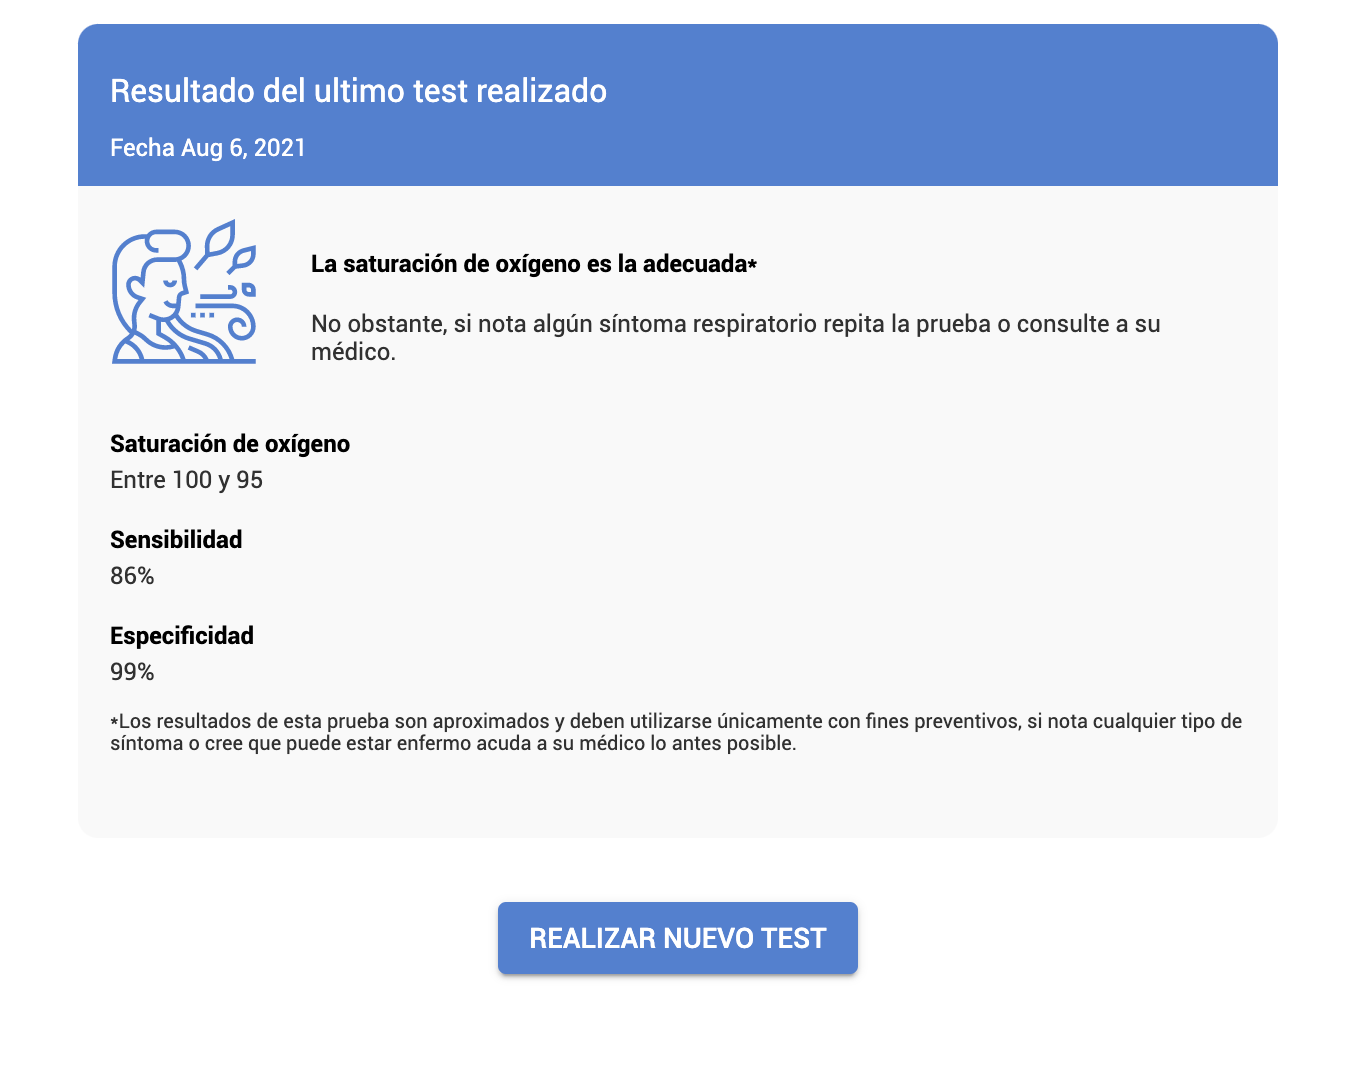 Resultado del ultimo test realizado
Fecha Aug 6, 2021
La saturación de oxígeno es la adecuada*
No obstante, si nota algún síntoma respiratorio repita la prueba o consulte a su
médico.
Saturación de oxígeno
Entre 100 y 95
Sensibilidad
86%
Especificidad
99%
*Los resultados de esta prueba son aproximados y deben utilizarse únicamente con fines preventivos, si nota cualquier tipo de
síntoma o cree que puede estar enfermo acuda a su médico lo antes posible.
REALIZAR NUEVO TEST